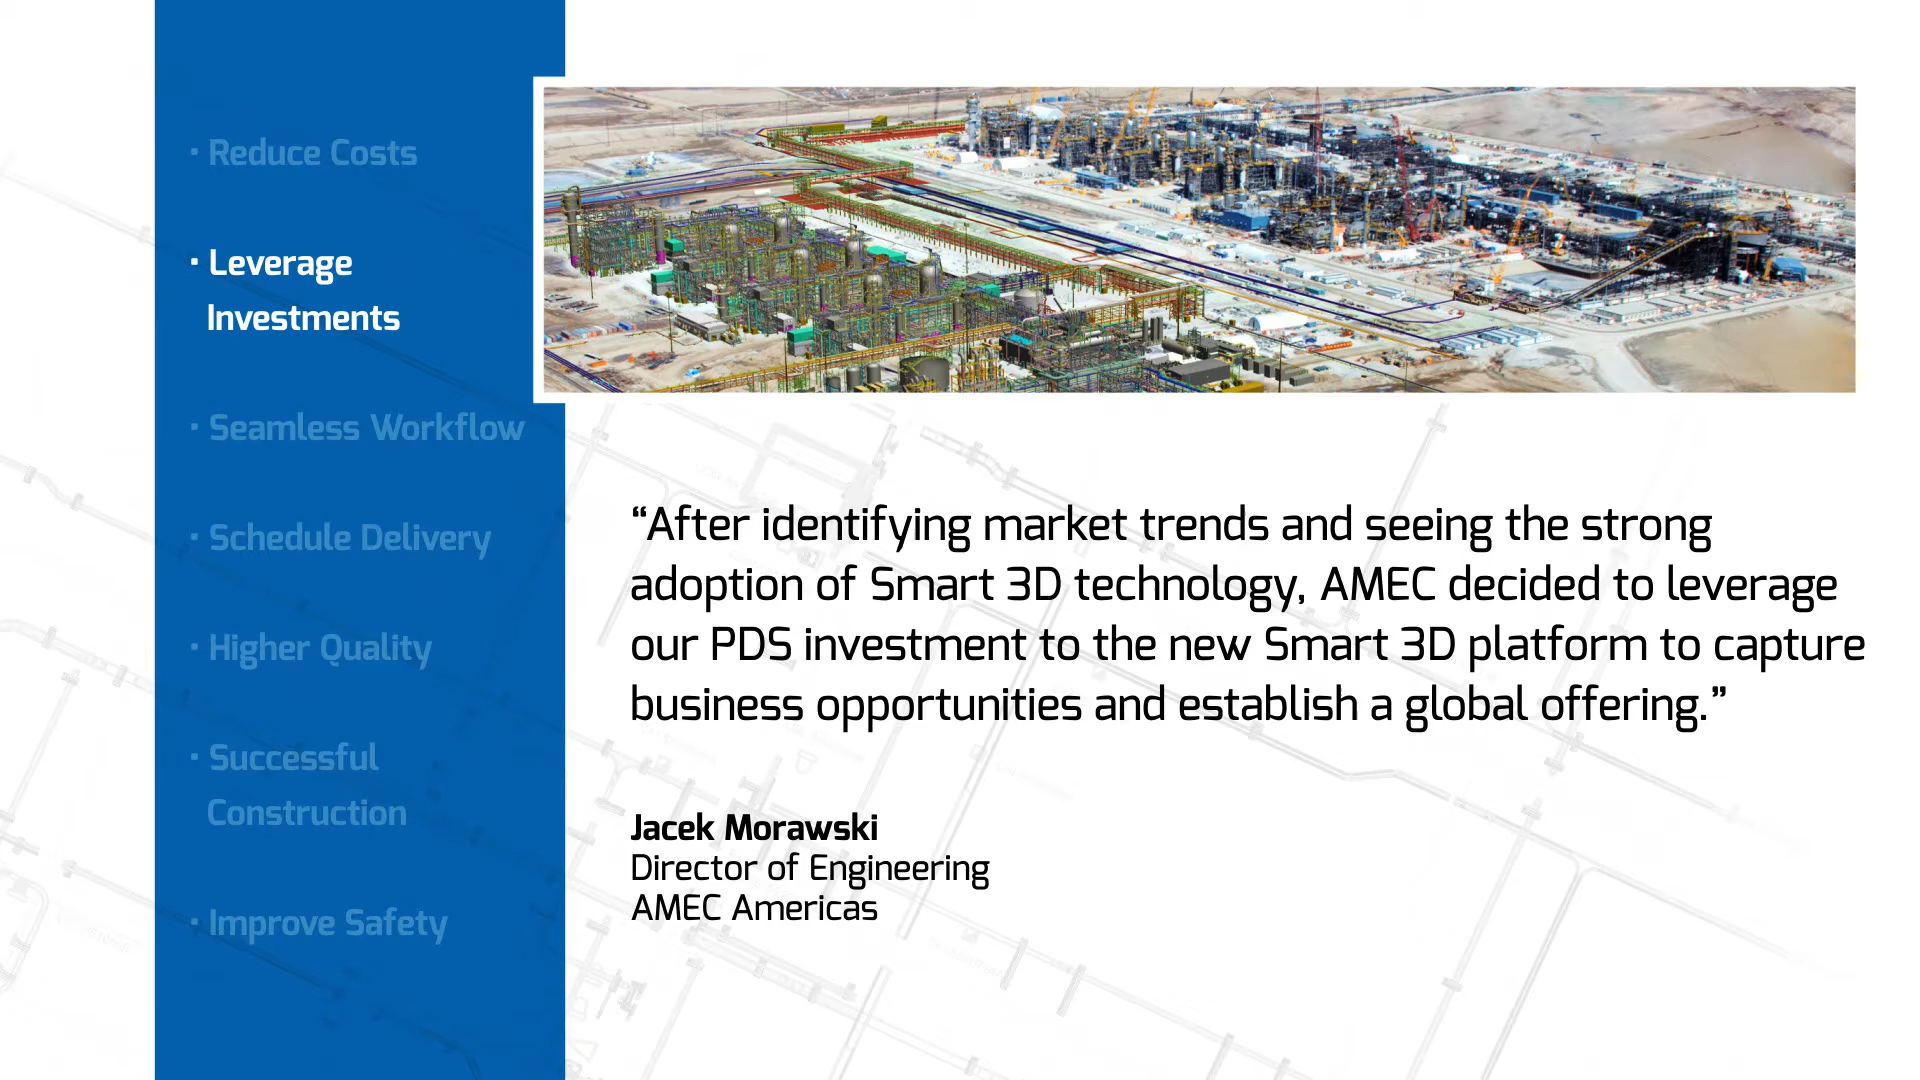 · Reduce Costs
· Leverage
Investments
· Seamless Workflow
· Schedule Delivery
· Higher Quality
· Successful
Construction
· Improve Safety
“After identifying market trends and seeing the strong
adoption of Smart 3D technology, AMEC decided to leverage
our PDS investment to the new Smart 3D platform to capture
business opportunities and establish a global offering.”
Jacek Morawski
Director of Engineering
AMEC Americas